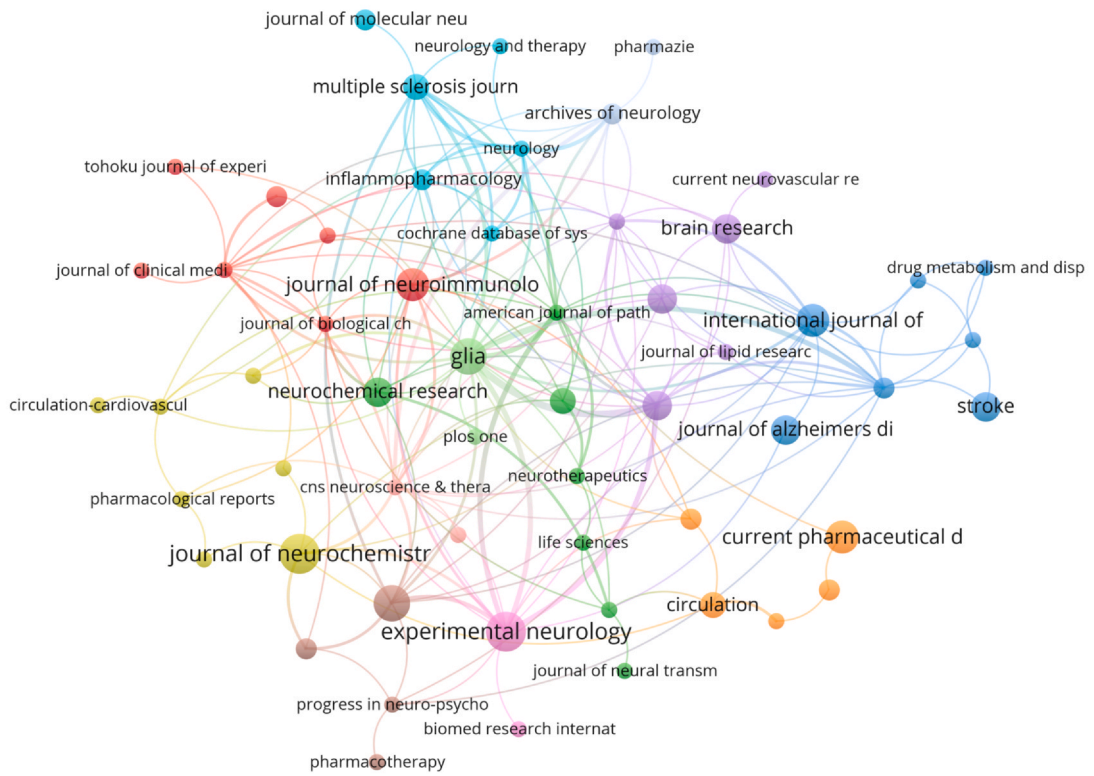 journal of molecular neu
neurology and therapy
pharmazie
multiple sclerosis journ
archives of neurology
neurology
tohoku journal of experi
inflammopharmacology
current neurovascular re
brain research
cochrane database of sys
journal of clinical medi
drug metabolism and disp
journal of neuroimmunolo
american journal of path
international journal of
journal of biological ch
journal of lipid researc
glia
neurochemical research
circulation-cardiovascul
stroke
journal of alzheimers di
plos one
neurotherapeutics
cns neuroscience & thera
pharmacological reports
current pharmaceutical d
life sciences
journal of neurochemistr
circulation
experimental neurology
journal of neural transm
progress in neuro-psycho
biomed research internat
pharmacotherapy